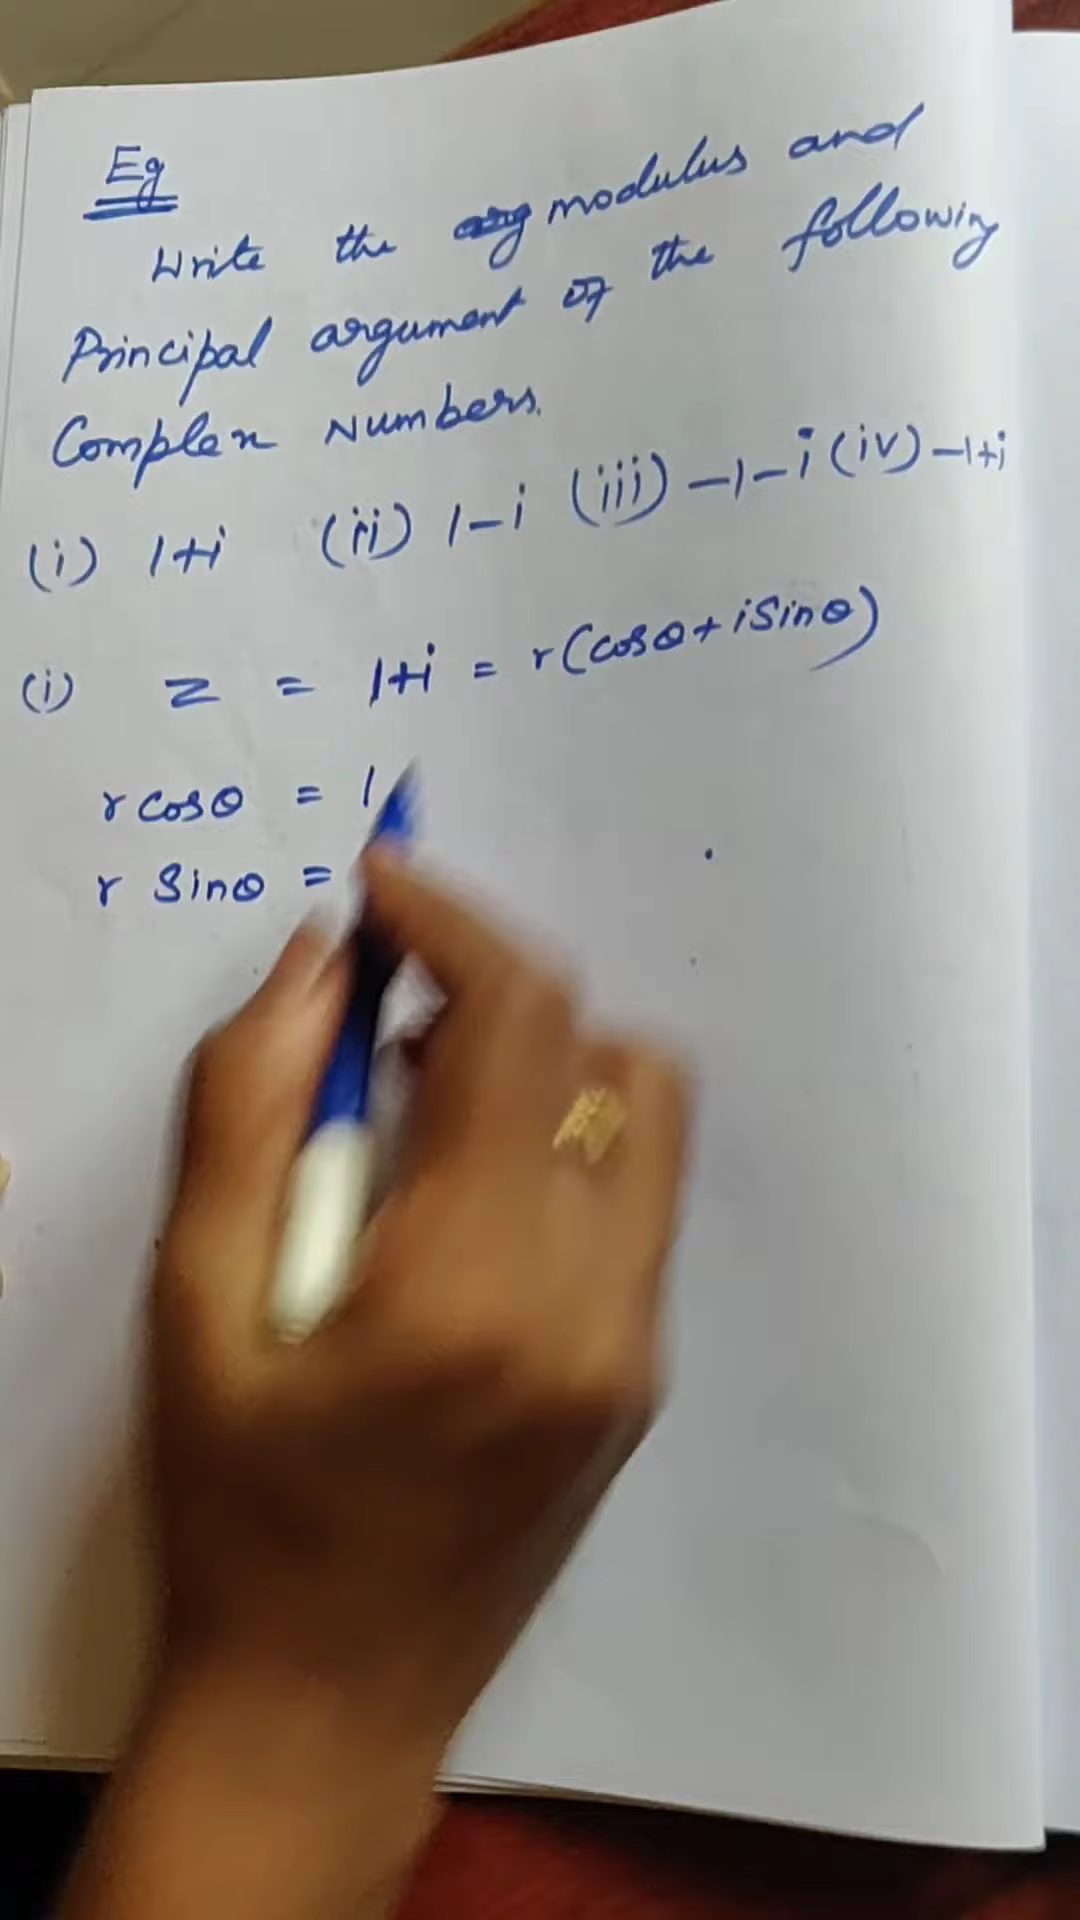 Eg
Write the modulus and
Principal argument of the following
Complex Numbers.
(i) 1+i (ii) 1-i (iii) -1-i (iv) -1+i
(i) z = 1+i = r(cosθ+isinθ)
r cosθ = 1
r sinθ =